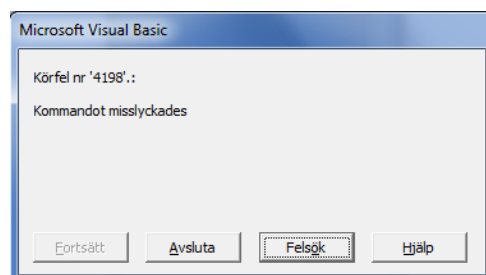 Microsoft Visual Basic
Körfel nr '4198'.:
Kommandot misslyckades
Fortsätt Avsluta Felsök Hjälp